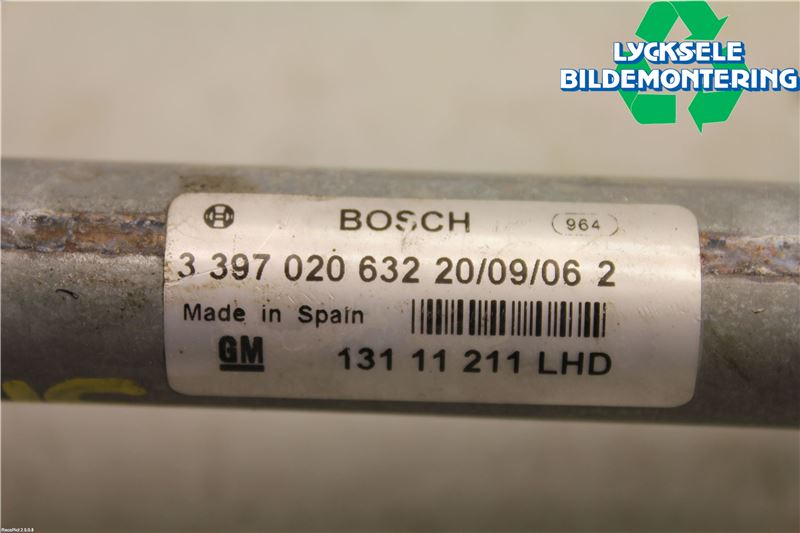 LYCKSELE
BILDEMONTERING
BOSCH 964
3 397 020 632 20/09/06 2
Made in Spain
GM 131 11 211 LHD